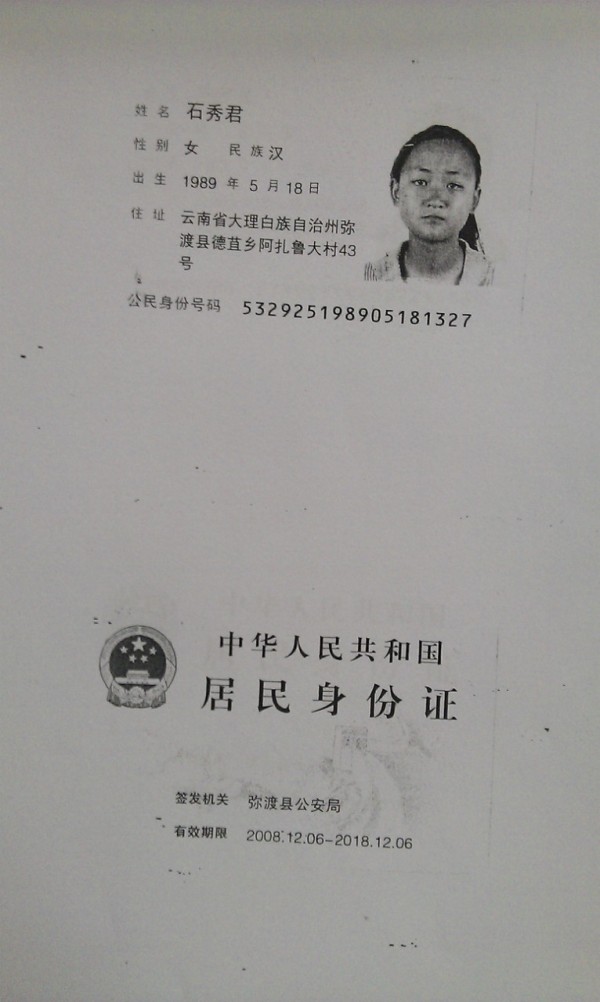 姓名 石秀君
性别 女 民族 汉
出生 1989 年 5 月 18 日
住址 云南省大理白族自治州弥
渡县德苴乡阿扎鲁大村43
号
公民身份号码 532925198905181327
中华人民共和国
居民身份证
签发机关 弥渡县公安局
有效期限 2008.12.06-2018.12.06